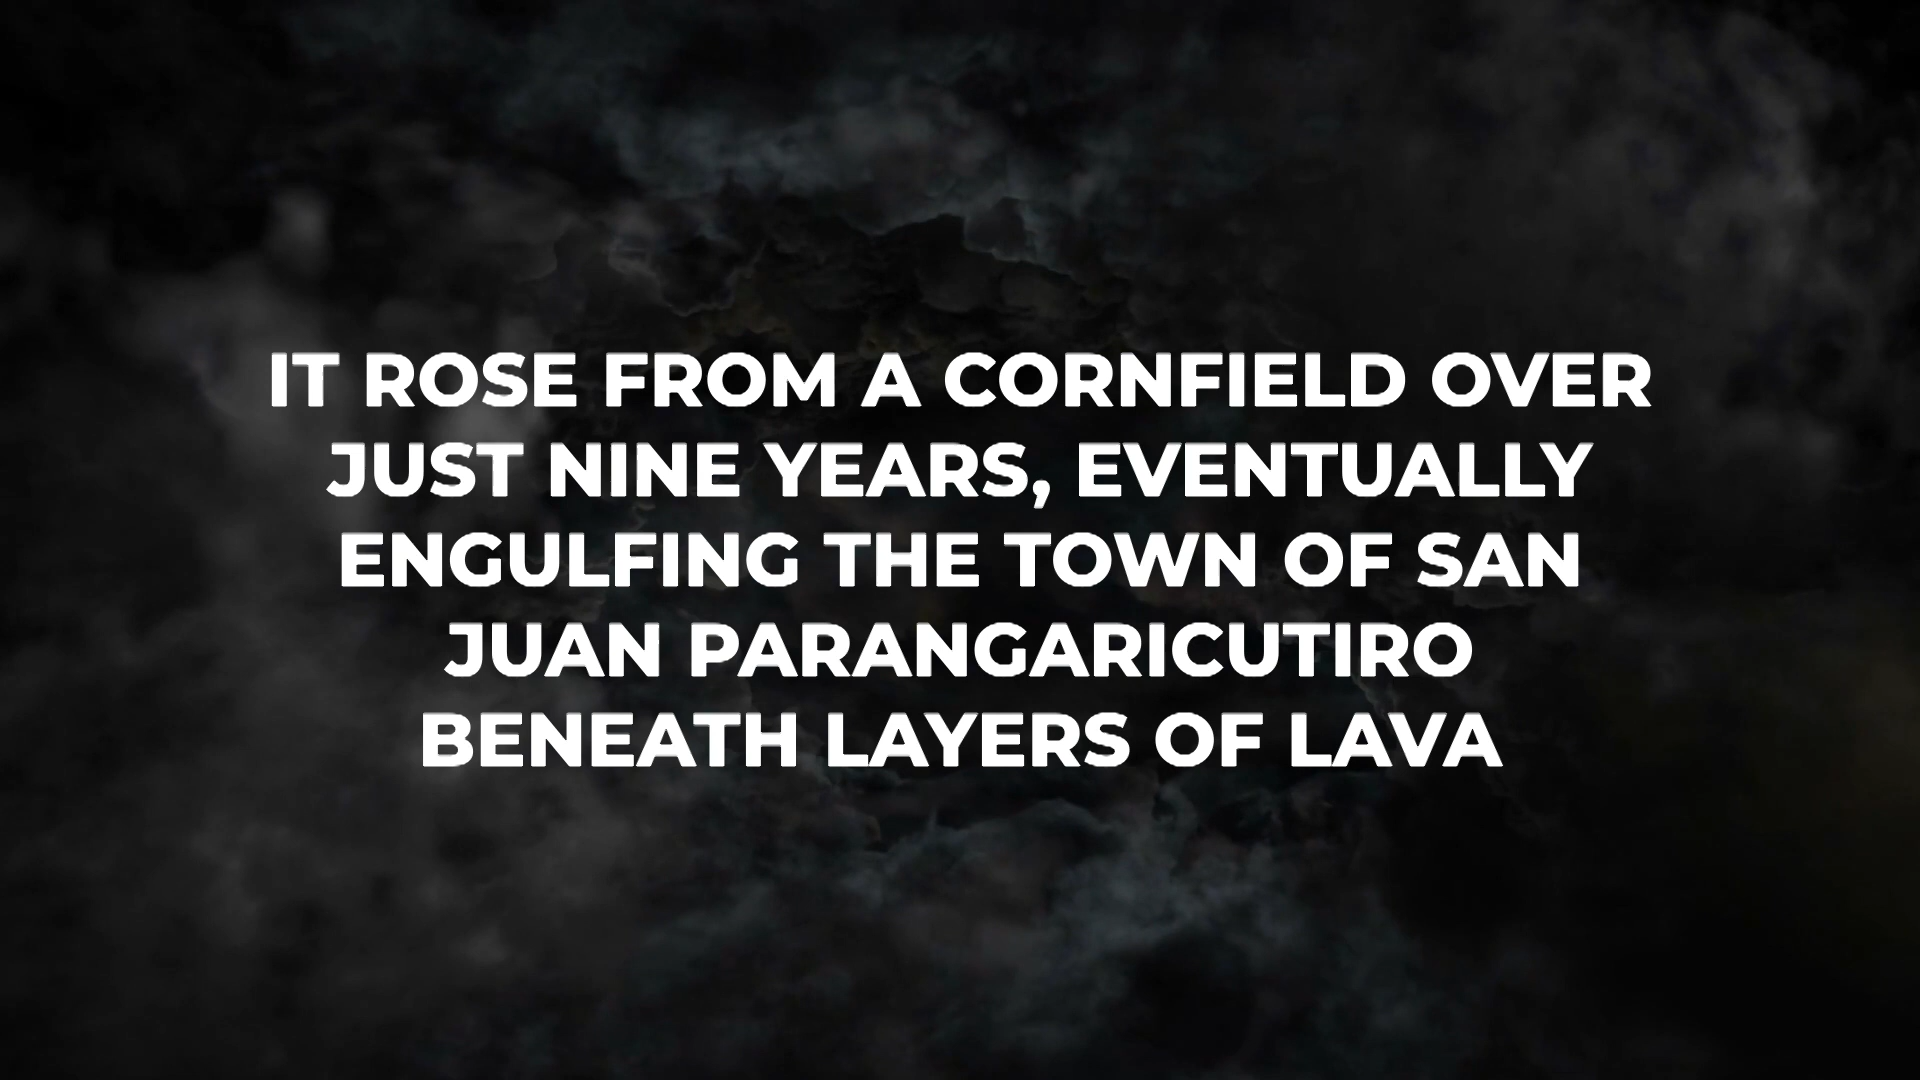 IT ROSE FROM A CORNFIELD OVER
JUST NINE YEARS, EVENTUALLY
ENGULFING THE TOWN OF SAN
JUAN PARANGARICUTIRO
BENEATH LAYERS OF LAVA